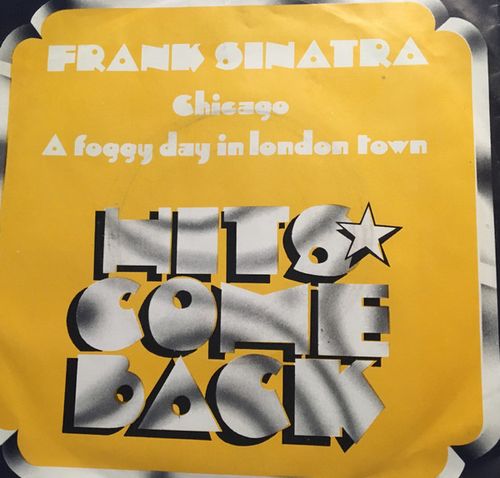 FRANK SINATRA
Chicago
A foggy day in london town
HITS
COME
BACK